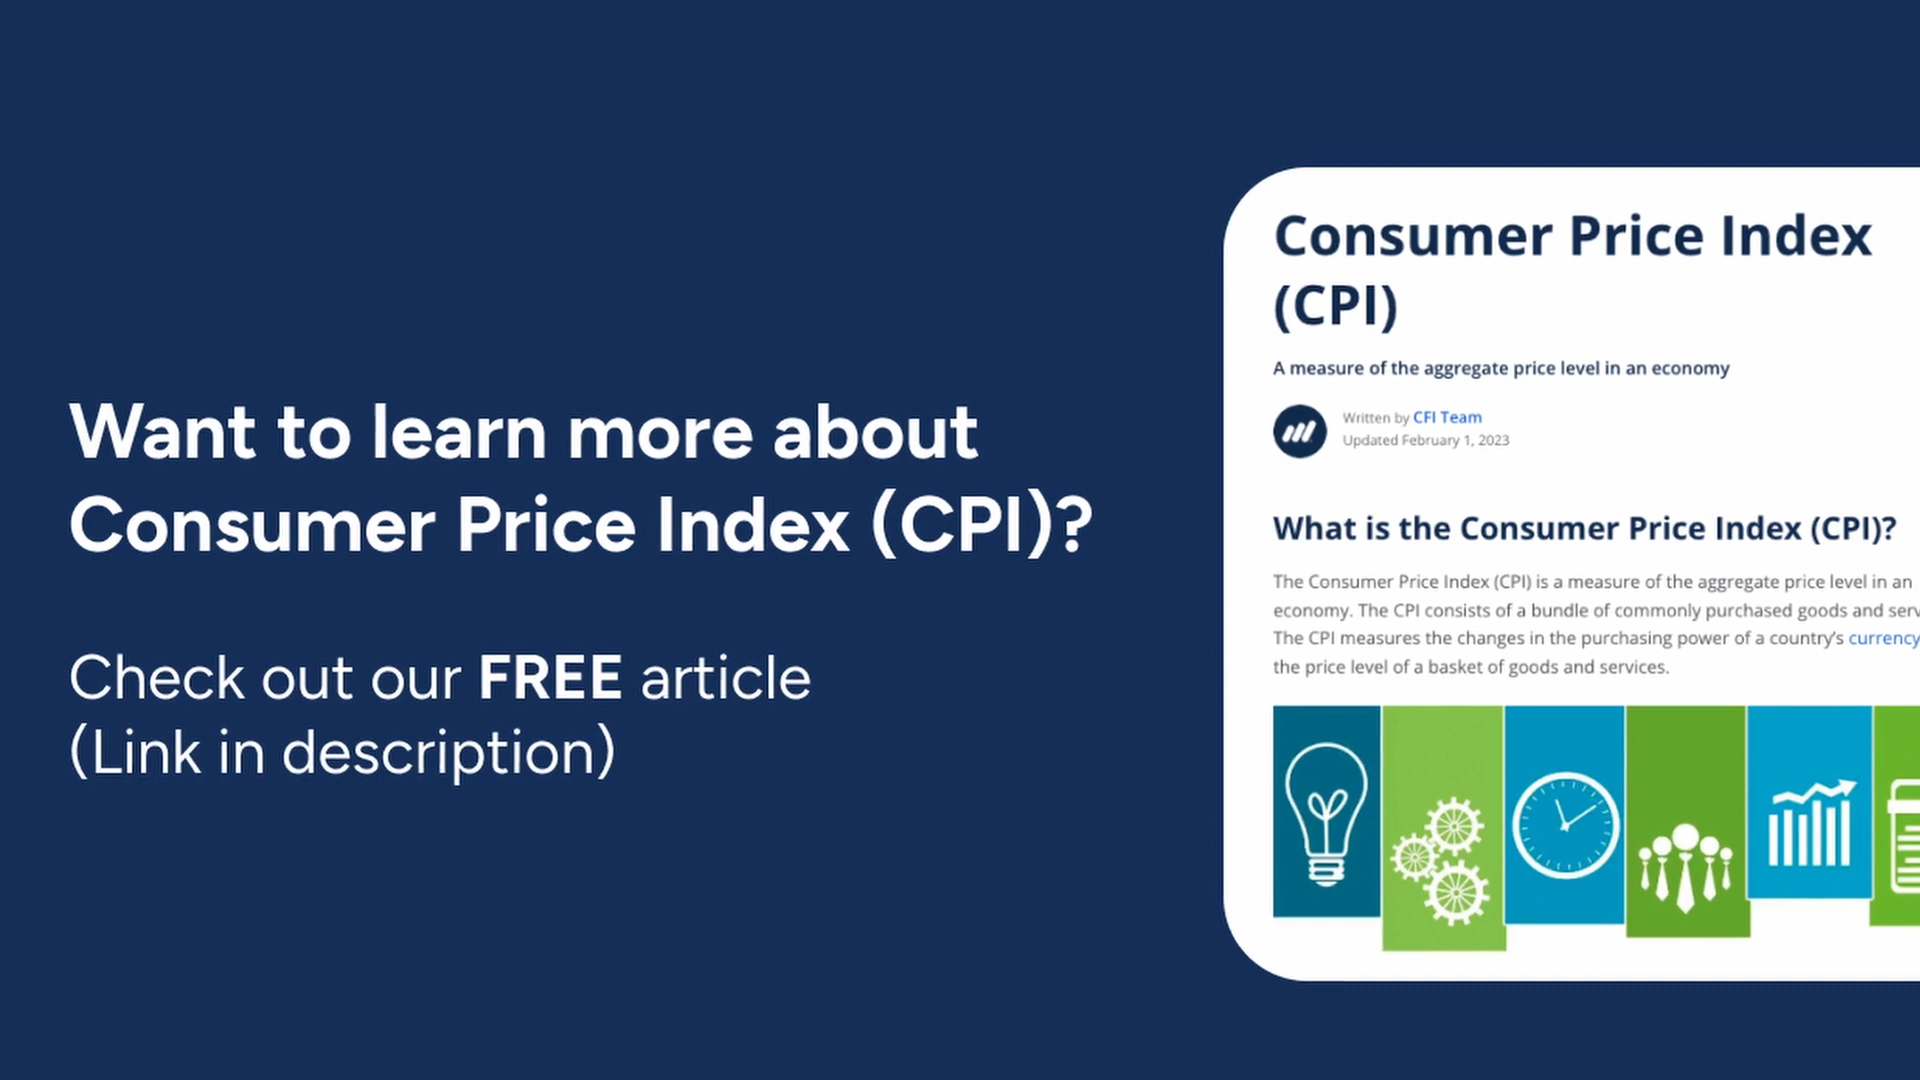 Want to learn more about
Consumer Price Index (CPI)?
Check out our FREE article
(Link in description)
Consumer Price Index
(CPI)
A measure of the aggregate price level in an economy
Written by CFI Team
Updated February 1, 2023
What is the Consumer Price Index (CPI)?
The Consumer Price Index (CPI) is a measure of the aggregate price level in an
economy. The CPI consists of a bundle of commonly purchased goods and
The CPI measures the changes in the purchasing power of a country’s currency
the price level of a basket of goods and services.